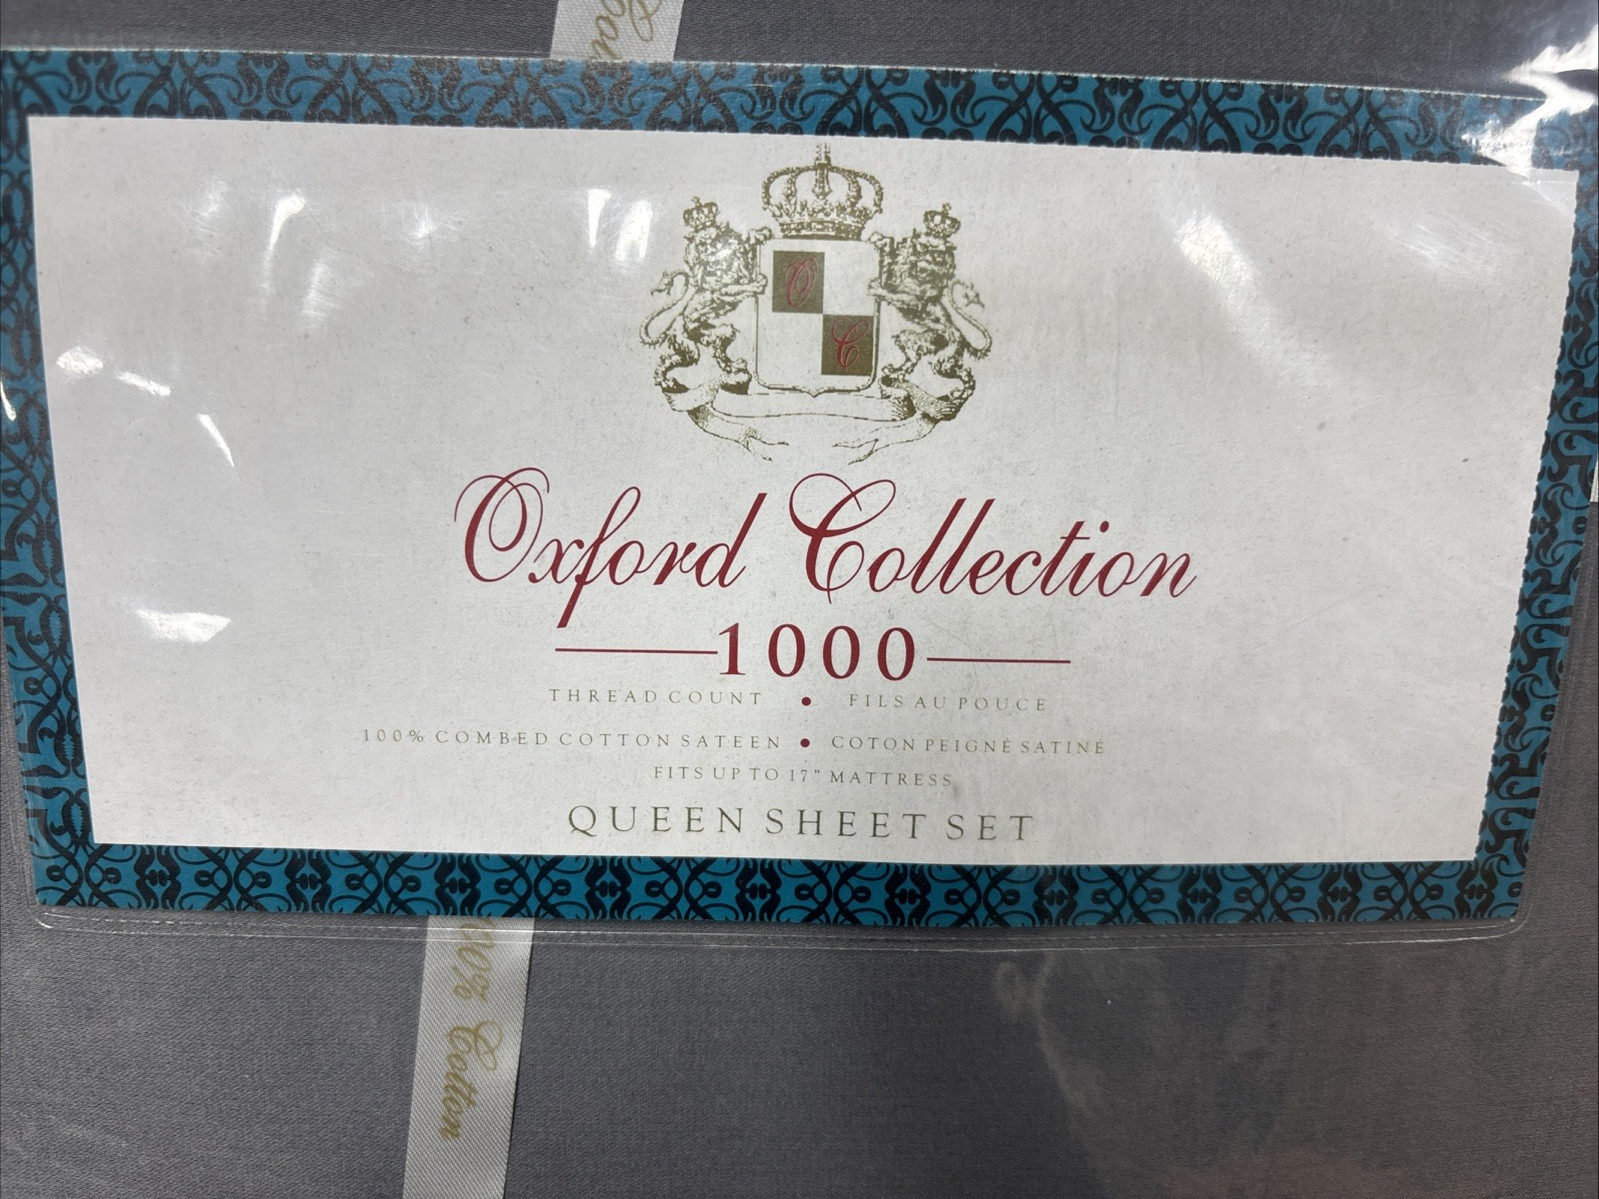 O
C
Oxford Collection
1000
THREAD COUNT • FILS AU POUCE
100% COMBED COTTON SATEEN • COTON PEIGNÉ SATINÉ
FITS UP TO 17" MATTRESS
QUEEN SHEET SET
100% Cotton